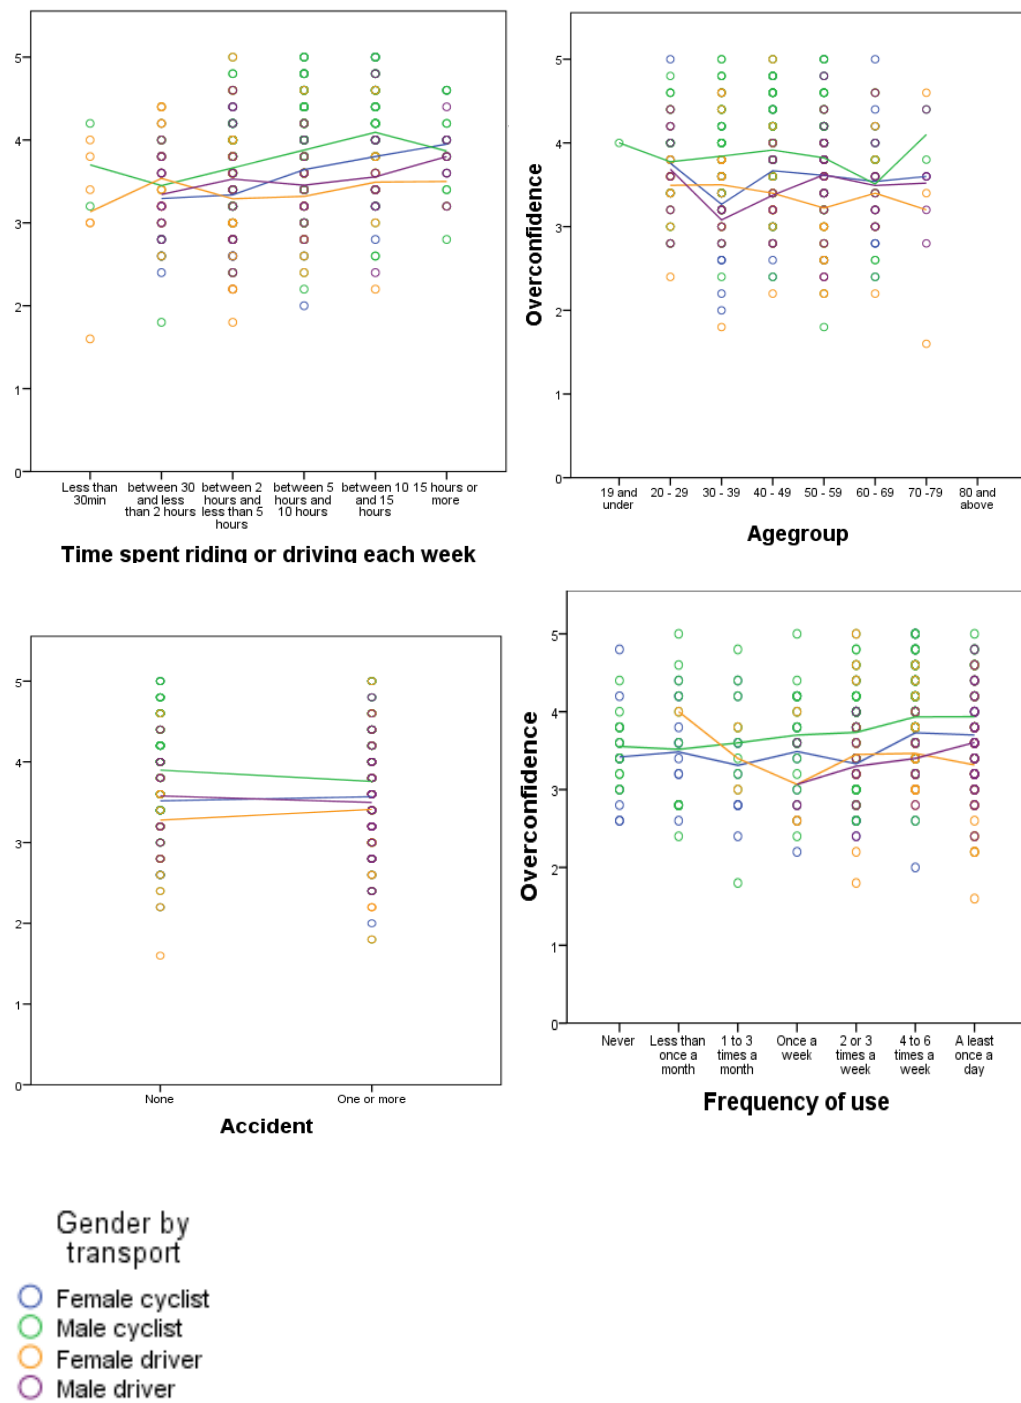 5
4
3
2
1
0
Less than
30min
between 30
and less
than 2 hours
between 2
hours and
less than 5
hours
between 5
hours and
10 hours
between 10
and 15
hours
15 hours or
more
Time spent riding or driving each week
Overconfidence
5
4
3
2
1
0
19 and
under
20 - 29
30 - 39
40 - 49
50 - 59
60 - 69
70 -79
80 and
above
Agegroup
5
4
3
2
1
0
None
One or more
Accident
Overconfidence
5
4
3
2
1
0
Never
Less than
once a
month
1 to 3
times a
month
Once a
week
2 or 3
times a
week
4 to 6
times a
week
A least
once a
day
Frequency of use
Gender by
transport
Female cyclist
Male cyclist
Female driver
Male driver